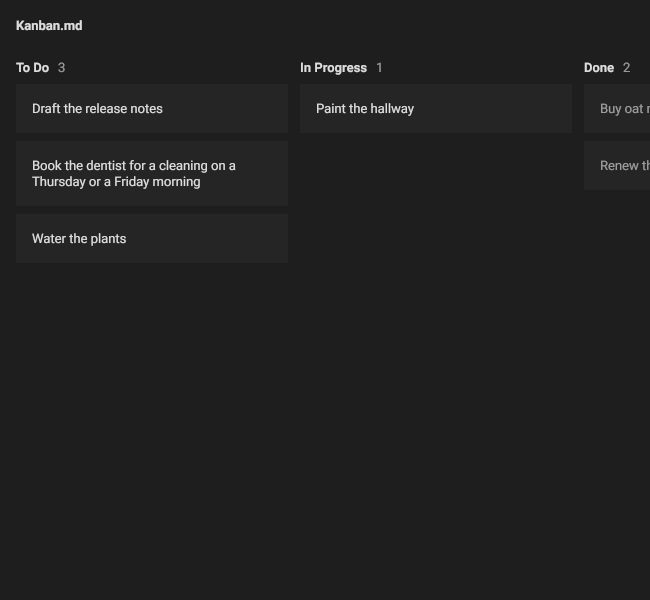 Kanban.md
To Do 3
Draft the release notes
Book the dentist for a cleaning on a
Thursday or a Friday morning
Water the plants
In Progress 1
Paint the hallway
Done 2
Buy oat
Renew